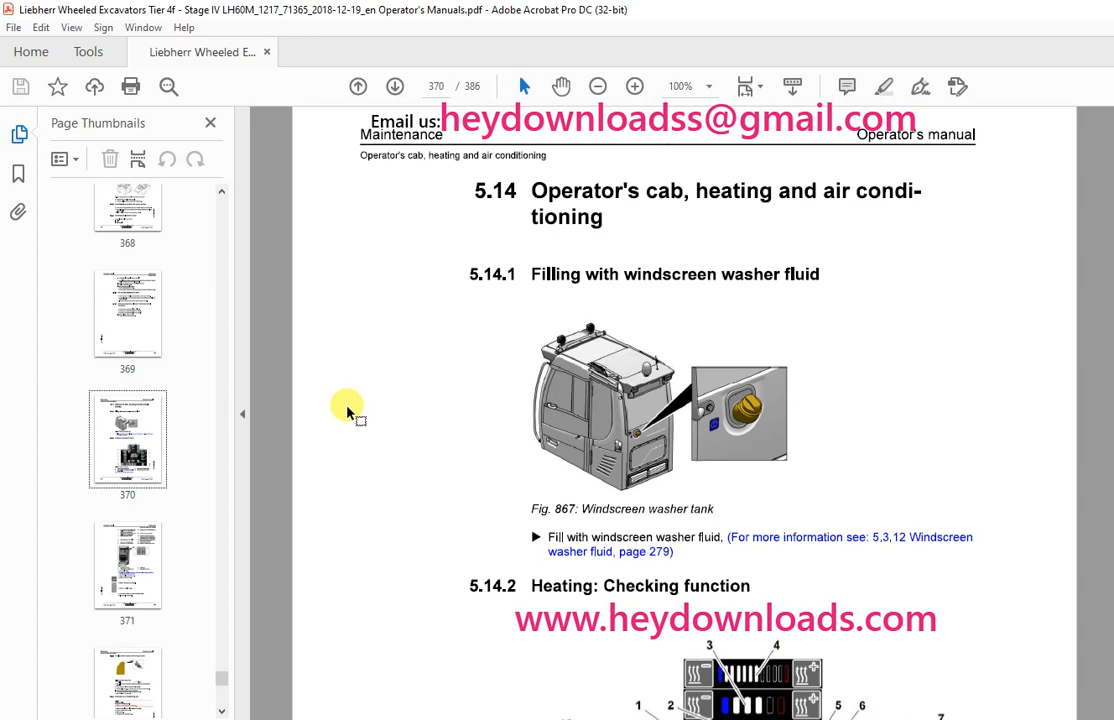 Liebherr Wheeled Excavators Tier 4f - Stage IV LH60M_1217_71365_2018-12-19_en Operator's Manuals.pdf - Adobe Acrobat Pro DC (32-bit)
File Edit View Sign Window Help
Home Tools Liebherr Wheeled E... ×
370 / 386 100%
Email us: heydownloadss@gmail.com
Page Thumbnails
Maintenance Operator's manual
Operator's cab, heating and air conditioning
5.14 Operator's cab, heating and air condi-
tioning
368
5.14.1 Filling with windscreen washer fluid
369
370
Fig. 867: Windscreen washer tank
Fill with windscreen washer fluid, (For more information see: 5,3,12 Windscreen
washer fluid, page 279)
5.14.2 Heating: Checking function
www.heydownloads.com
371
3 4
1 2 5 6
7